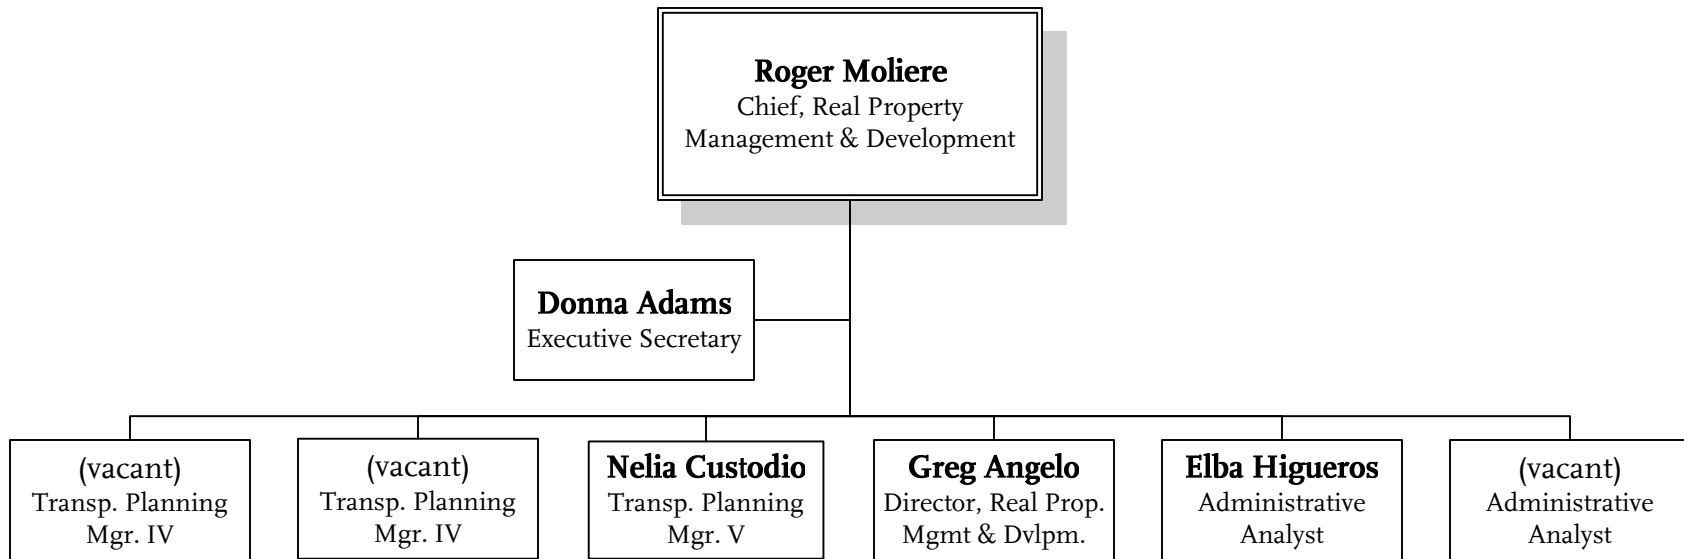 Roger Moliere
Chief, Real Property
Management & Development
Donna Adams
Executive Secretary
(vacant)
Transp. Planning
Mgr. IV
(vacant)
Transp. Planning
Mgr. IV
Nelia Custodio
Transp. Planning
Mgr. V
Greg Angelo
Director, Real Prop.
Mgmt & Dvlpm.
Elba Higueros
Administrative
Analyst
(vacant)
Administrative
Analyst